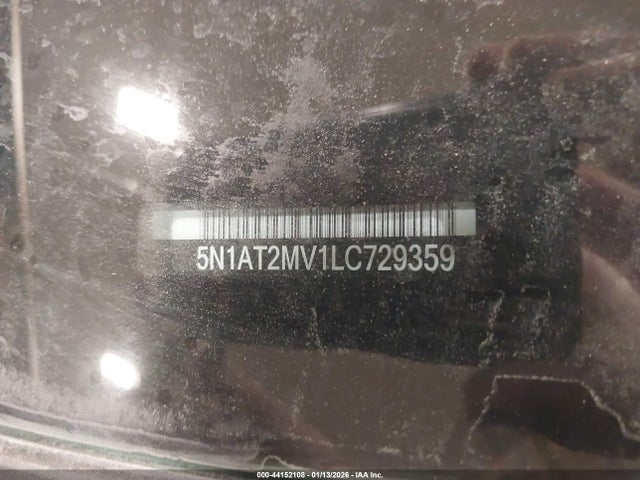 5N1AT2MV1LC729359
000-44152108 - 01/13/2026 - IAA Inc.